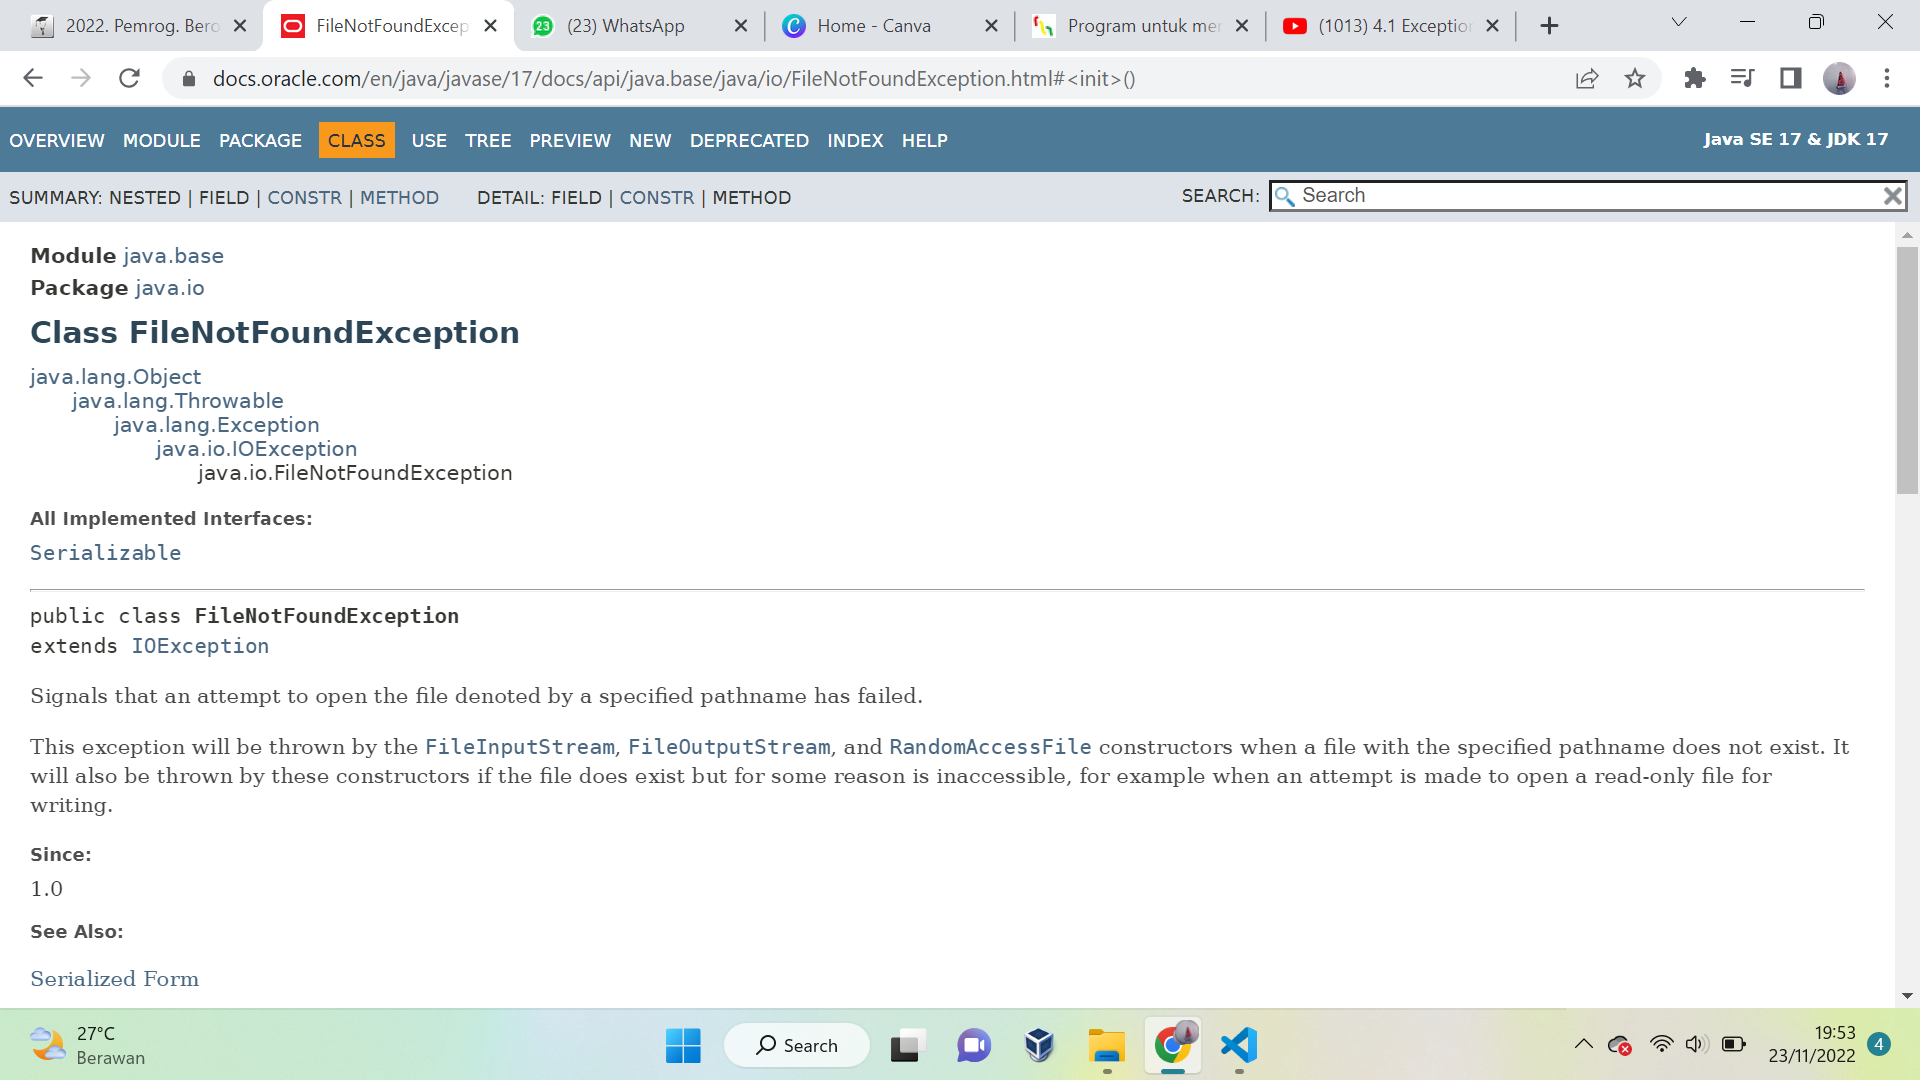 2022. Pemrog. Bero
FileNotFoundExcep
23
(23) WhatsApp
Home - Canva
Program untuk mer
(1013) 4.1 Exception
docs.oracle.com/en/java/javase/17/docs/api/java.base/java/io/FileNotFoundException.html#<init>()
OVERVIEW MODULE PACKAGE CLASS USE TREE PREVIEW NEW DEPRECATED INDEX HELP
Java SE 17 & JDK 17
SUMMARY: NESTED | FIELD | CONSTR | METHOD DETAIL: FIELD | CONSTR | METHOD
SEARCH: Search
Module java.base
Package java.io
Class FileNotFoundException
java.lang.Object
java.lang.Throwable
java.lang.Exception
java.io.IOException
java.io.FileNotFoundException
All Implemented Interfaces:
Serializable
public class FileNotFoundException
extends IOException
Signals that an attempt to open the file denoted by a specified pathname has failed.
This exception will be thrown by the FileInputStream, FileOutputStream, and RandomAccessFile constructors when a file with the specified pathname does not exist. It
will also be thrown by these constructors if the file does exist but for some reason is inaccessible, for example when an attempt is made to open a read-only file for
writing.
Since:
1.0
See Also:
Serialized Form
27°C
Berawan
Search
19:53
23/11/2022
4